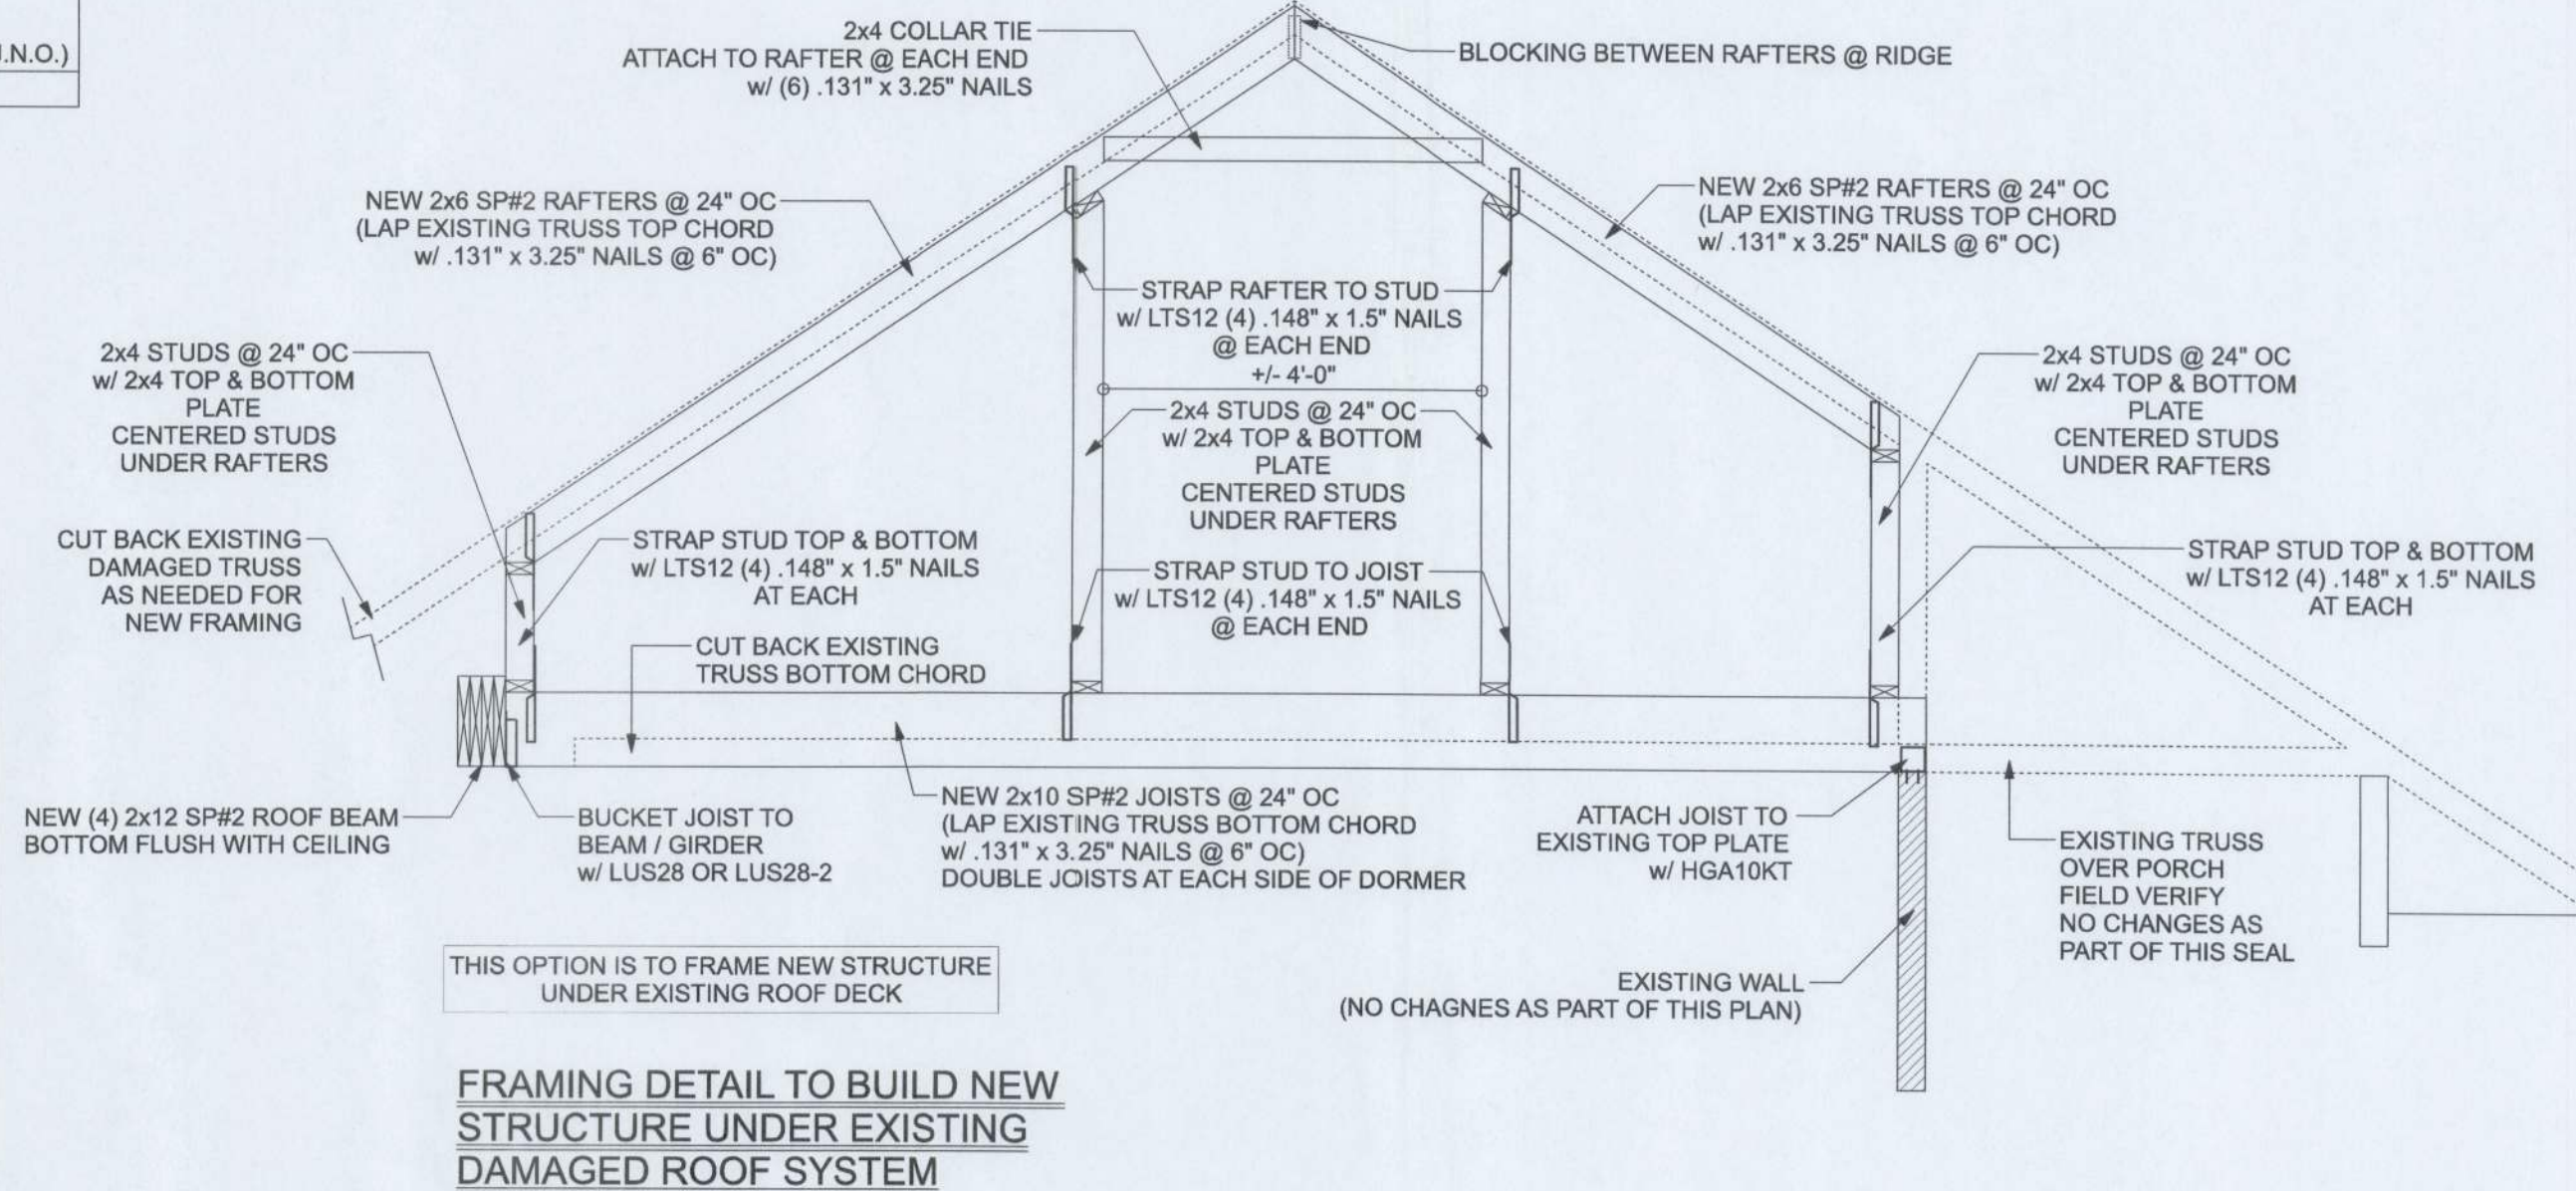 .N.O.)
2x4 COLLAR TIE
ATTACH TO RAFTER @ EACH END
w/ (6) .131" x 3.25" NAILS
BLOCKING BETWEEN RAFTERS @ RIDGE
NEW 2x6 SP#2 RAFTERS @ 24" OC
(LAP EXISTING TRUSS TOP CHORD
w/ .131" x 3.25" NAILS @ 6" OC)
NEW 2x6 SP#2 RAFTERS @ 24" OC
(LAP EXISTING TRUSS TOP CHORD
w/ .131" x 3.25" NAILS @ 6" OC)
STRAP RAFTER TO STUD
w/ LTS12 (4) .148" x 1.5" NAILS
@ EACH END
+/- 4'-0"
2x4 STUDS @ 24" OC
w/ 2x4 TOP & BOTTOM
PLATE
CENTERED STUDS
UNDER RAFTERS
2x4 STUDS @ 24" OC
w/ 2x4 TOP & BOTTOM
PLATE
CENTERED STUDS
UNDER RAFTERS
2x4 STUDS @ 24" OC
w/ 2x4 TOP & BOTTOM
PLATE
CENTERED STUDS
UNDER RAFTERS
CUT BACK EXISTING
DAMAGED TRUSS
AS NEEDED FOR
NEW FRAMING
STRAP STUD TOP & BOTTOM
w/ LTS12 (4) .148" x 1.5" NAILS
AT EACH
STRAP STUD TO JOIST
w/ LTS12 (4) .148" x 1.5" NAILS
@ EACH END
STRAP STUD TOP & BOTTOM
w/ LTS12 (4) .148" x 1.5" NAILS
AT EACH
CUT BACK EXISTING
TRUSS BOTTOM CHORD
NEW (4) 2x12 SP#2 ROOF BEAM
BOTTOM FLUSH WITH CEILING
BUCKET JOIST TO
BEAM / GIRDER
w/ LUS28 OR LUS28-2
NEW 2x10 SP#2 JOISTS @ 24" OC
(LAP EXISTING TRUSS BOTTOM CHORD
w/ .131" x 3.25" NAILS @ 6" OC)
DOUBLE JOISTS AT EACH SIDE OF DORMER
ATTACH JOIST TO
EXISTING TOP PLATE
w/ HGA10KT
EXISTING TRUSS
OVER PORCH
FIELD VERIFY
NO CHANGES AS
PART OF THIS SEAL
EXISTING WALL
(NO CHAGNES AS PART OF THIS PLAN)
THIS OPTION IS TO FRAME NEW STRUCTURE
UNDER EXISTING ROOF DECK
FRAMING DETAIL TO BUILD NEW
STRUCTURE UNDER EXISTING
DAMAGED ROOF SYSTEM